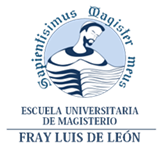 Sapientissimus Magister meus
ESCUELA UNIVERSITARIA
DE MAGISTERIO
FRAY LUIS DE LEÓN